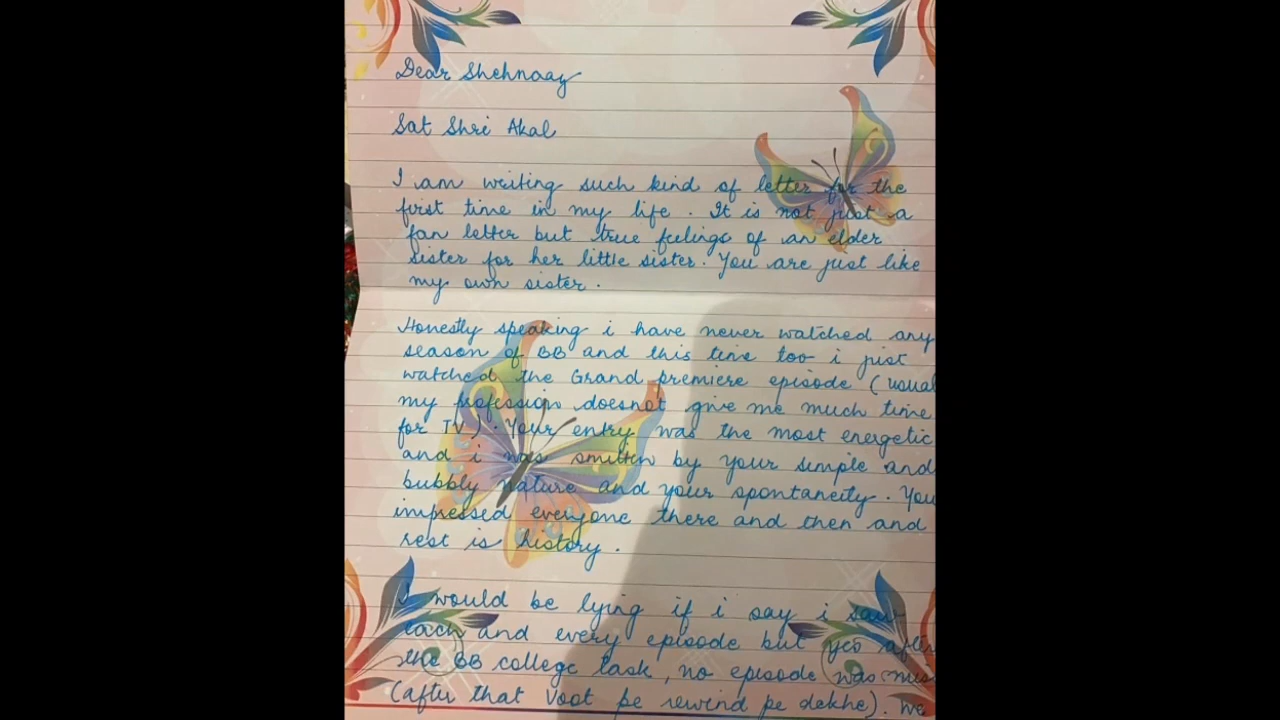 Dear Shehnaaz
Sat Shri Akal
I am writing such kind of letter for the
first time in my life. It is not just a
fan letter but true feelings of an elder
sister for her little sister. You are just like
my own sister.
Honestly speaking i have never watched any
season of BB and this time too i just
watched the Grand premiere episode (usual
my profession doesnot give me much time
for TV). Your entry was the most energetic
and i was smitten by your simple and
bubbly nature and your spontaneity. You
impressed everyone there and then and
rest is history.
I would be lying if i say i saw
each and every episode but yes after
the BB college task, no episode was mis
(after that Voot pe rewind pe dekhe). We